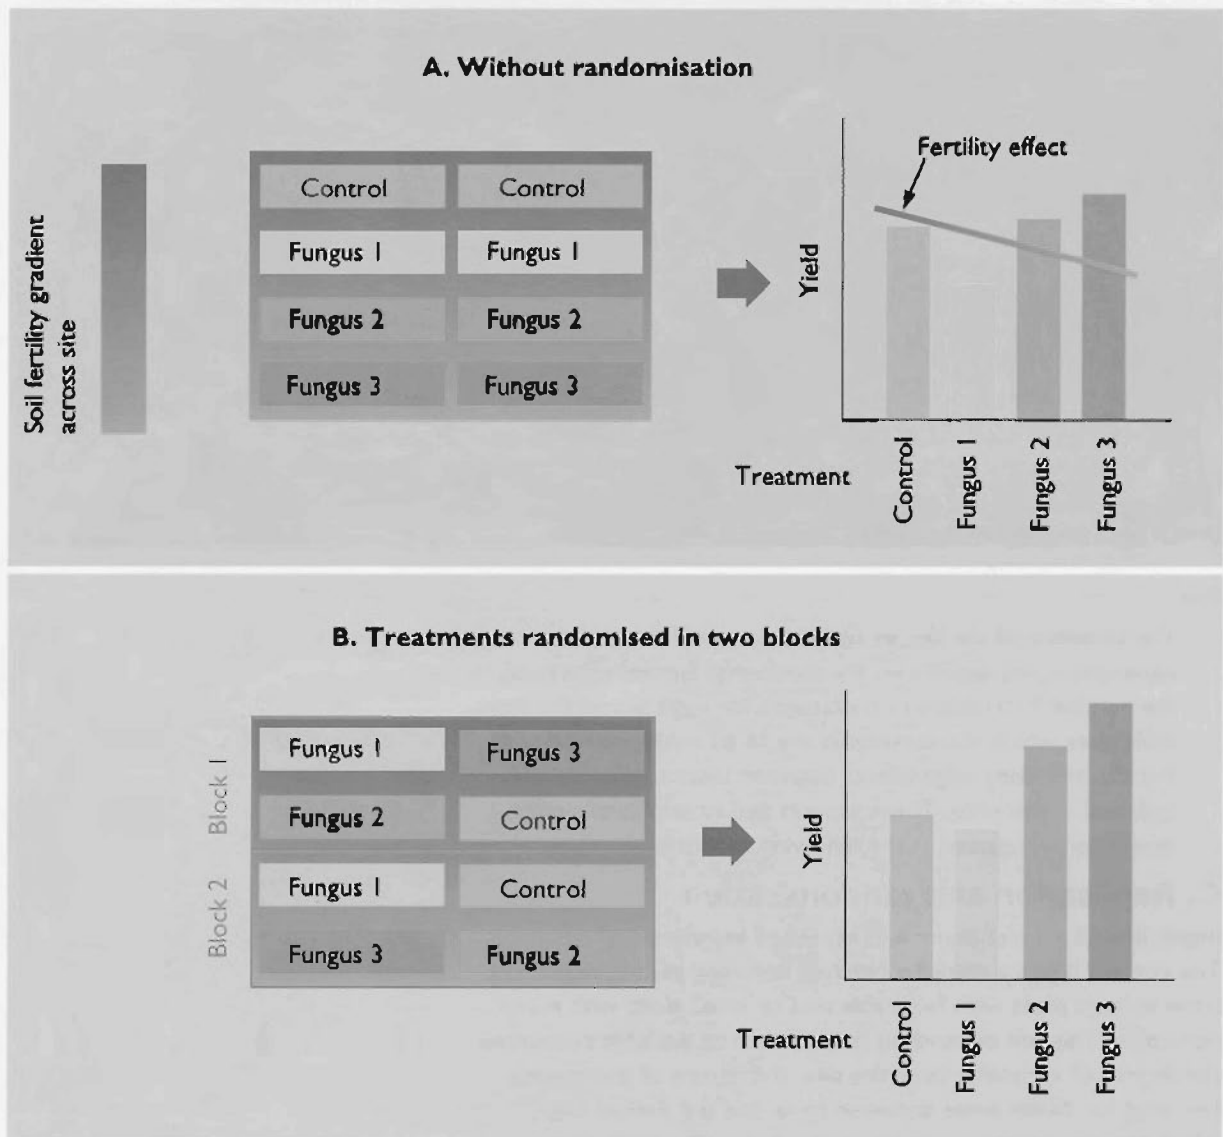 A. Without randomisation
Soil fertility gradient
across site
Control Control
Fungus 1 Fungus 1
Fungus 2 Fungus 2
Fungus 3 Fungus 3
Fertility effect
Yield
Treatment
Control
Fungus 1
Fungus 2
Fungus 3
B. Treatments randomised in two blocks
Block 1
Block 2
Fungus 1 Fungus 3
Fungus 2 Control
Fungus 1 Control
Fungus 3 Fungus 2
Yield
Treatment
Control
Fungus 1
Fungus 2
Fungus 3